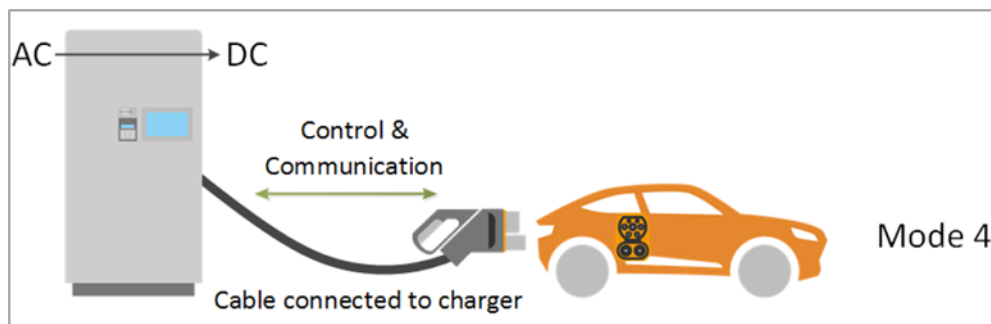 AC DC
Control &
Communication
Mode 4
Cable connected to charger